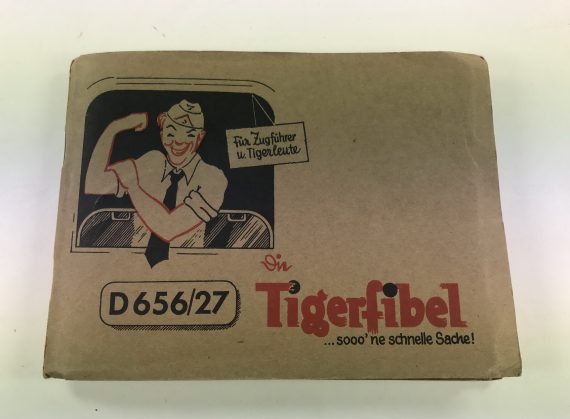 Für Zugführer
u. Tigerleute
D 656/27
Die
Tigerfibel
...sooo' ne schnelle Sache!